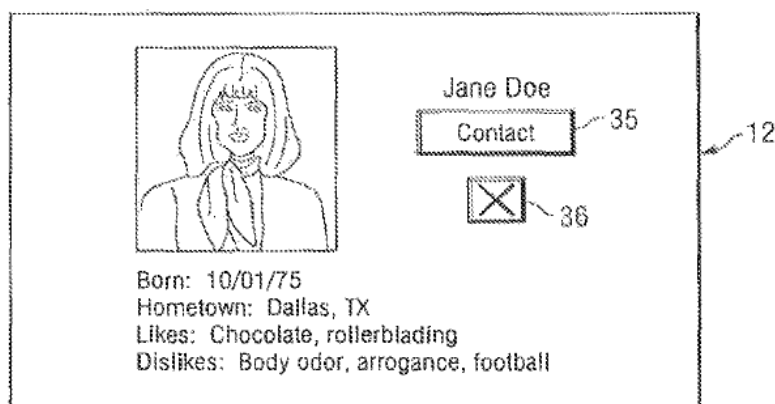 Jane Doe
Contact
35
12
36
Born: 10/01/75
Hometown: Dallas, TX
Likes: Chocolate, rollerblading
Dislikes: Body odor, arrogance, football